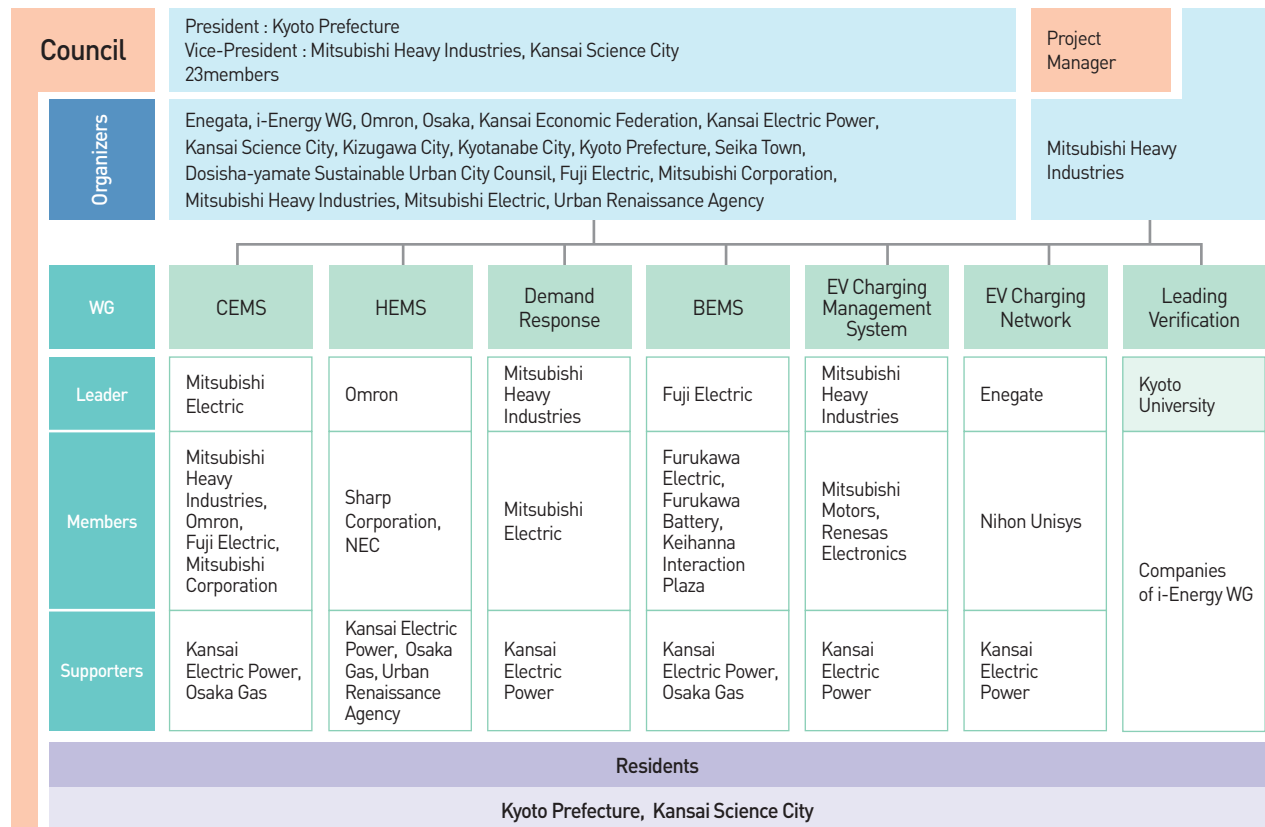 Council
President : Kyoto Prefecture
Vice-President : Mitsubishi Heavy Industries, Kansai Science City
23members
Project
Manager
Organizers
Enegata, i-Energy WG, Omron, Osaka, Kansai Economic Federation, Kansai Electric Power,
Kansai Science City, Kizugawa City, Kyotanabe City, Kyoto Prefecture, Seika Town,
Dosisha-yamate Sustainable Urban City Counsil, Fuji Electric, Mitsubishi Corporation,
Mitsubishi Heavy Industries, Mitsubishi Electric, Urban Renaissance Agency
Mitsubishi Heavy
Industries
WG
CEMS
HEMS
Demand
Response
BEMS
EV Charging
Management
System
EV Charging
Network
Leading
Verification
Leader
Mitsubishi
Electric
Omron
Mitsubishi
Heavy
Industries
Fuji Electric
Mitsubishi
Heavy
Industries
Enegate
Kyoto
University
Members
Mitsubishi
Heavy
Industries,
Omron,
Fuji Electric,
Mitsubishi
Corporation
Sharp
Corporation,
NEC
Mitsubishi
Electric
Furukawa
Electric,
Furukawa
Battery,
Keihanna
Interaction
Plaza
Mitsubishi
Motors,
Renesas
Electronics
Nihon Unisys
Companies
of i-Energy WG
Supporters
Kansai
Electric Power,
Osaka Gas
Kansai Electric
Power, Osaka
Gas, Urban
Renaissance
Agency
Kansai
Electric
Power
Kansai
Electric Power,
Osaka Gas
Kansai
Electric
Power
Kansai
Electric
Power
Residents
Kyoto Prefecture, Kansai Science City